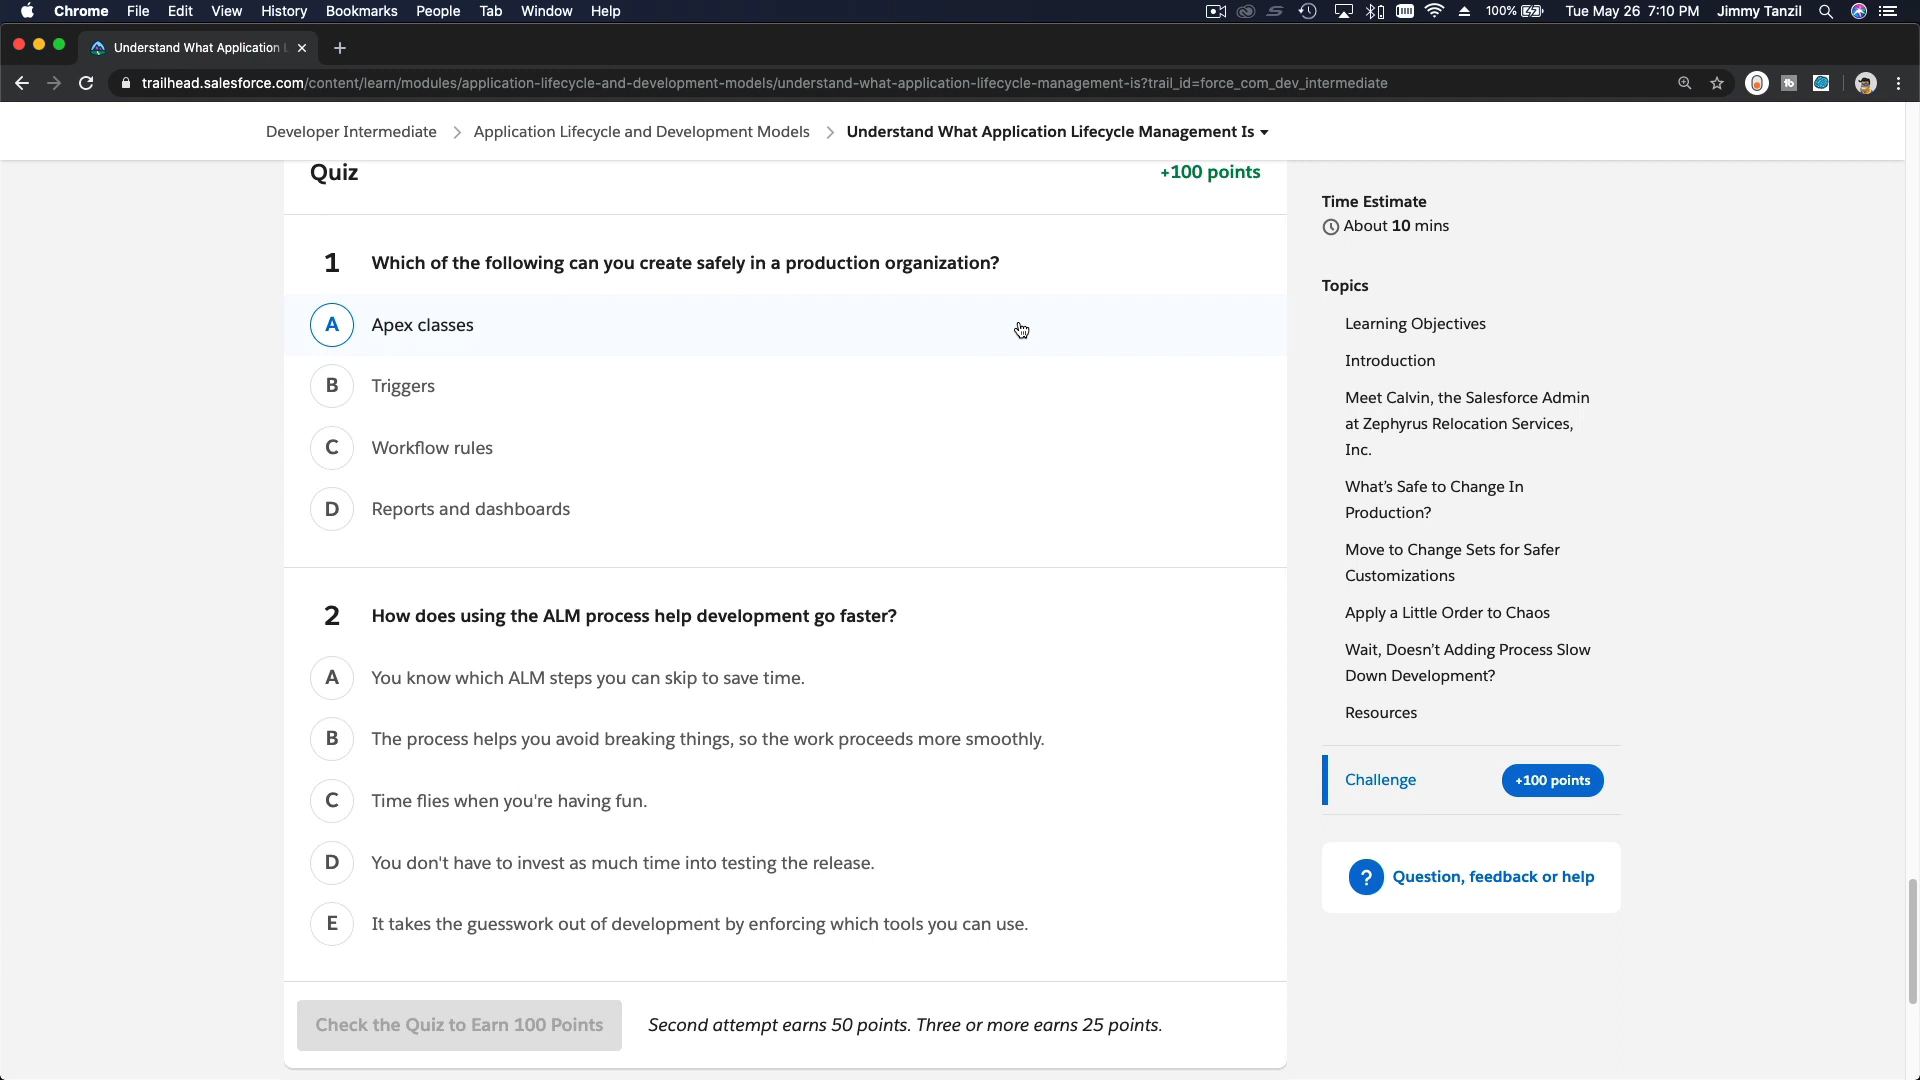 Chrome File Edit View History Bookmarks People Tab Window Help 100% Tue May 26 7:10 PM Jimmy Tanzil
Understand What Application L
trailhead.salesforce.com/content/learn/modules/application-lifecycle-and-development-models/understand-what-application-lifecycle-management-is?trail_id=force_com_dev_intermediate
Developer Intermediate > Application Lifecycle and Development Models > Understand What Application Lifecycle Management Is
Quiz +100 points
1 Which of the following can you create safely in a production organization?
A Apex classes
B Triggers
C Workflow rules
D Reports and dashboards
2 How does using the ALM process help development go faster?
A You know which ALM steps you can skip to save time.
B The process helps you avoid breaking things, so the work proceeds more smoothly.
C Time flies when you're having fun.
D You don't have to invest as much time into testing the release.
E It takes the guesswork out of development by enforcing which tools you can use.
Check the Quiz to Earn 100 Points Second attempt earns 50 points. Three or more earns 25 points.
Time Estimate
About 10 mins
Topics
Learning Objectives
Introduction
Meet Calvin, the Salesforce Admin
at Zephyrus Relocation Services,
Inc.
What's Safe to Change In
Production?
Move to Change Sets for Safer
Customizations
Apply a Little Order to Chaos
Wait, Doesn't Adding Process Slow
Down Development?
Resources
Challenge +100 points
? Question, feedback or help